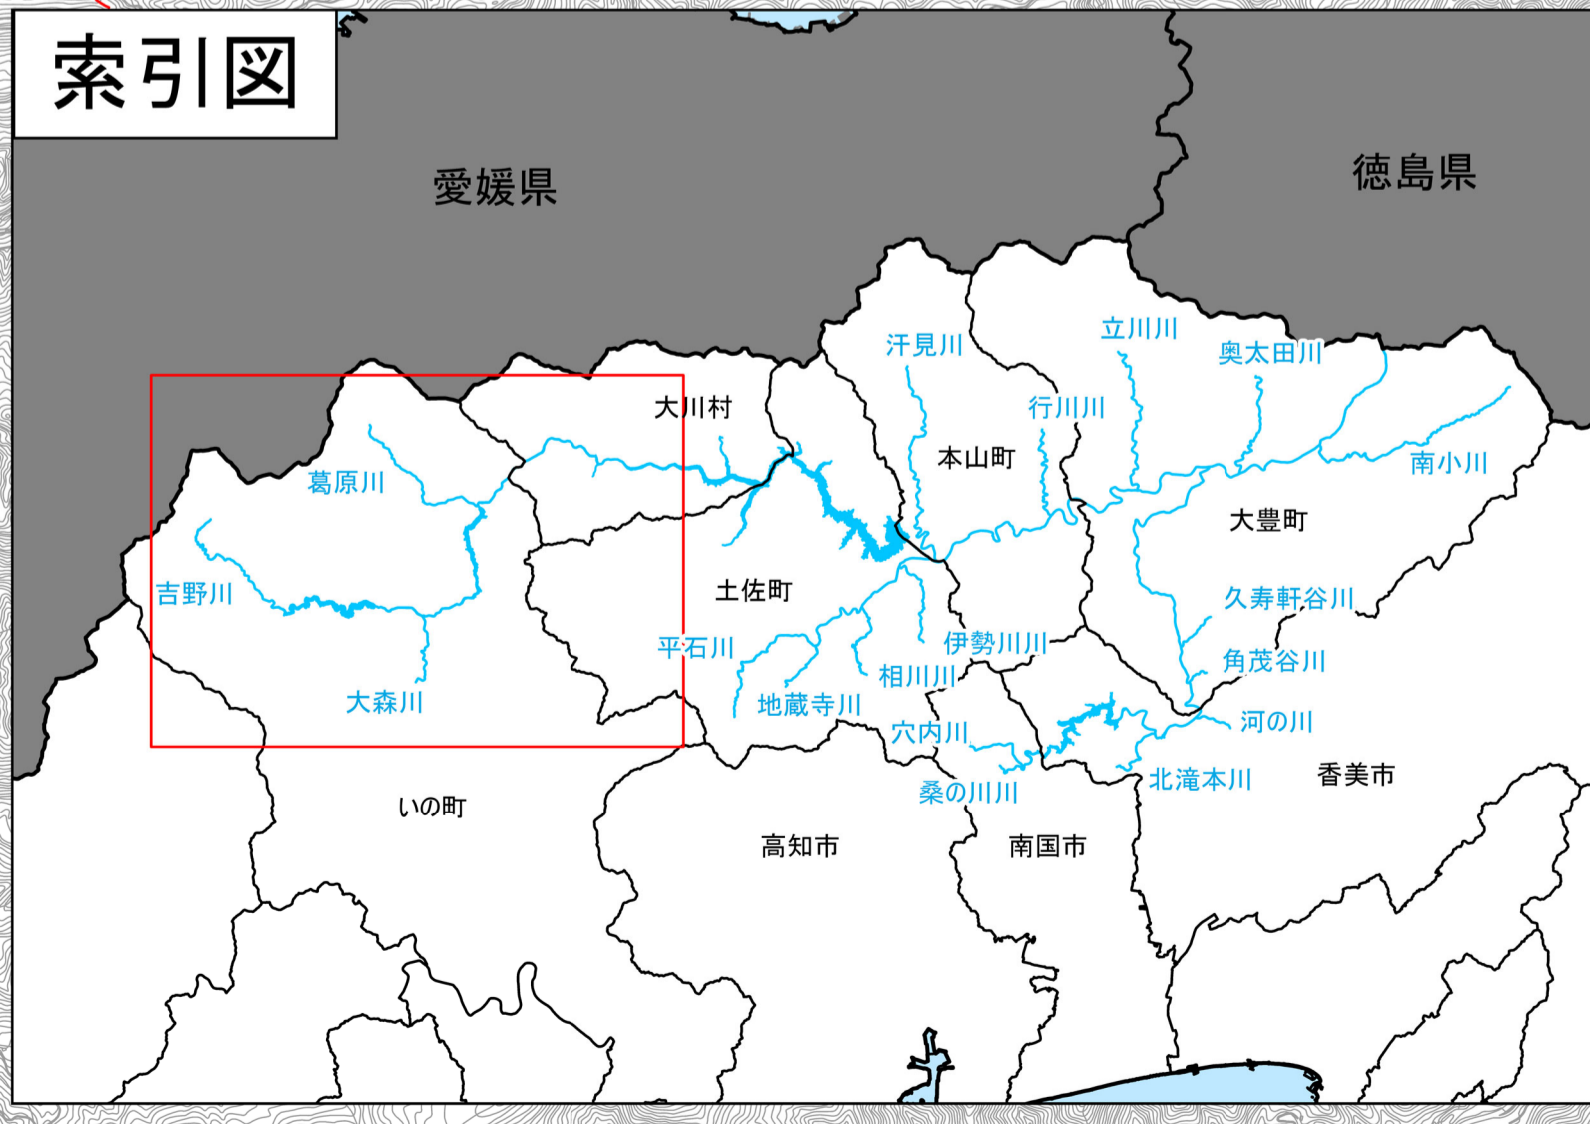 索引図
愛媛県
徳島県
立川川
汗見川
奥太田川
大川村
行川川
本山町
南小川
葛原川
大豊町
吉野川
土佐町
久寿軒谷川
平石川
伊勢川川
角茂谷川
相川川
大森川
地蔵寺川
河の川
穴内川
北滝本川
香美市
桑の川川
いの町
高知市
南国市